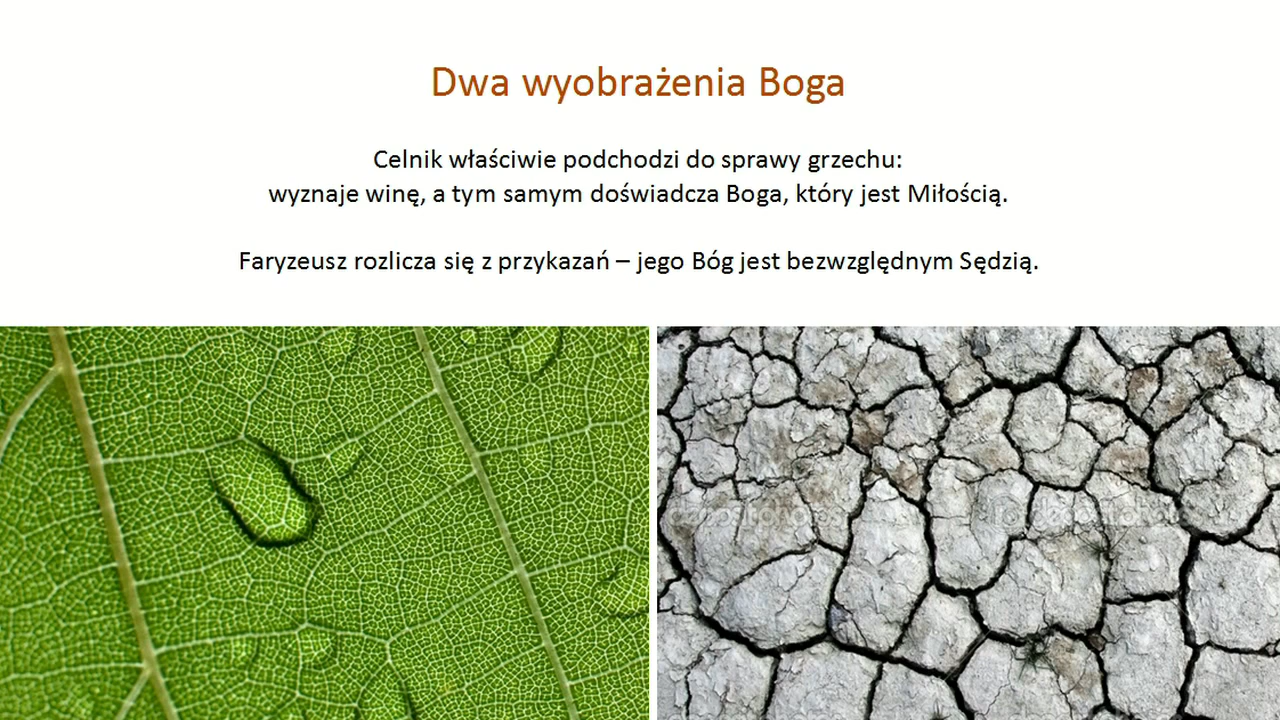 Dwa wyobrażenia Boga
Celnik właściwie podchodzi do sprawy grzechu:
wyznaje winę, a tym samym doświadcza Boga, który jest Miłością.
Faryzeusz rozlicza się z przykazań – jego Bóg jest bezwzględnym Sędzią.